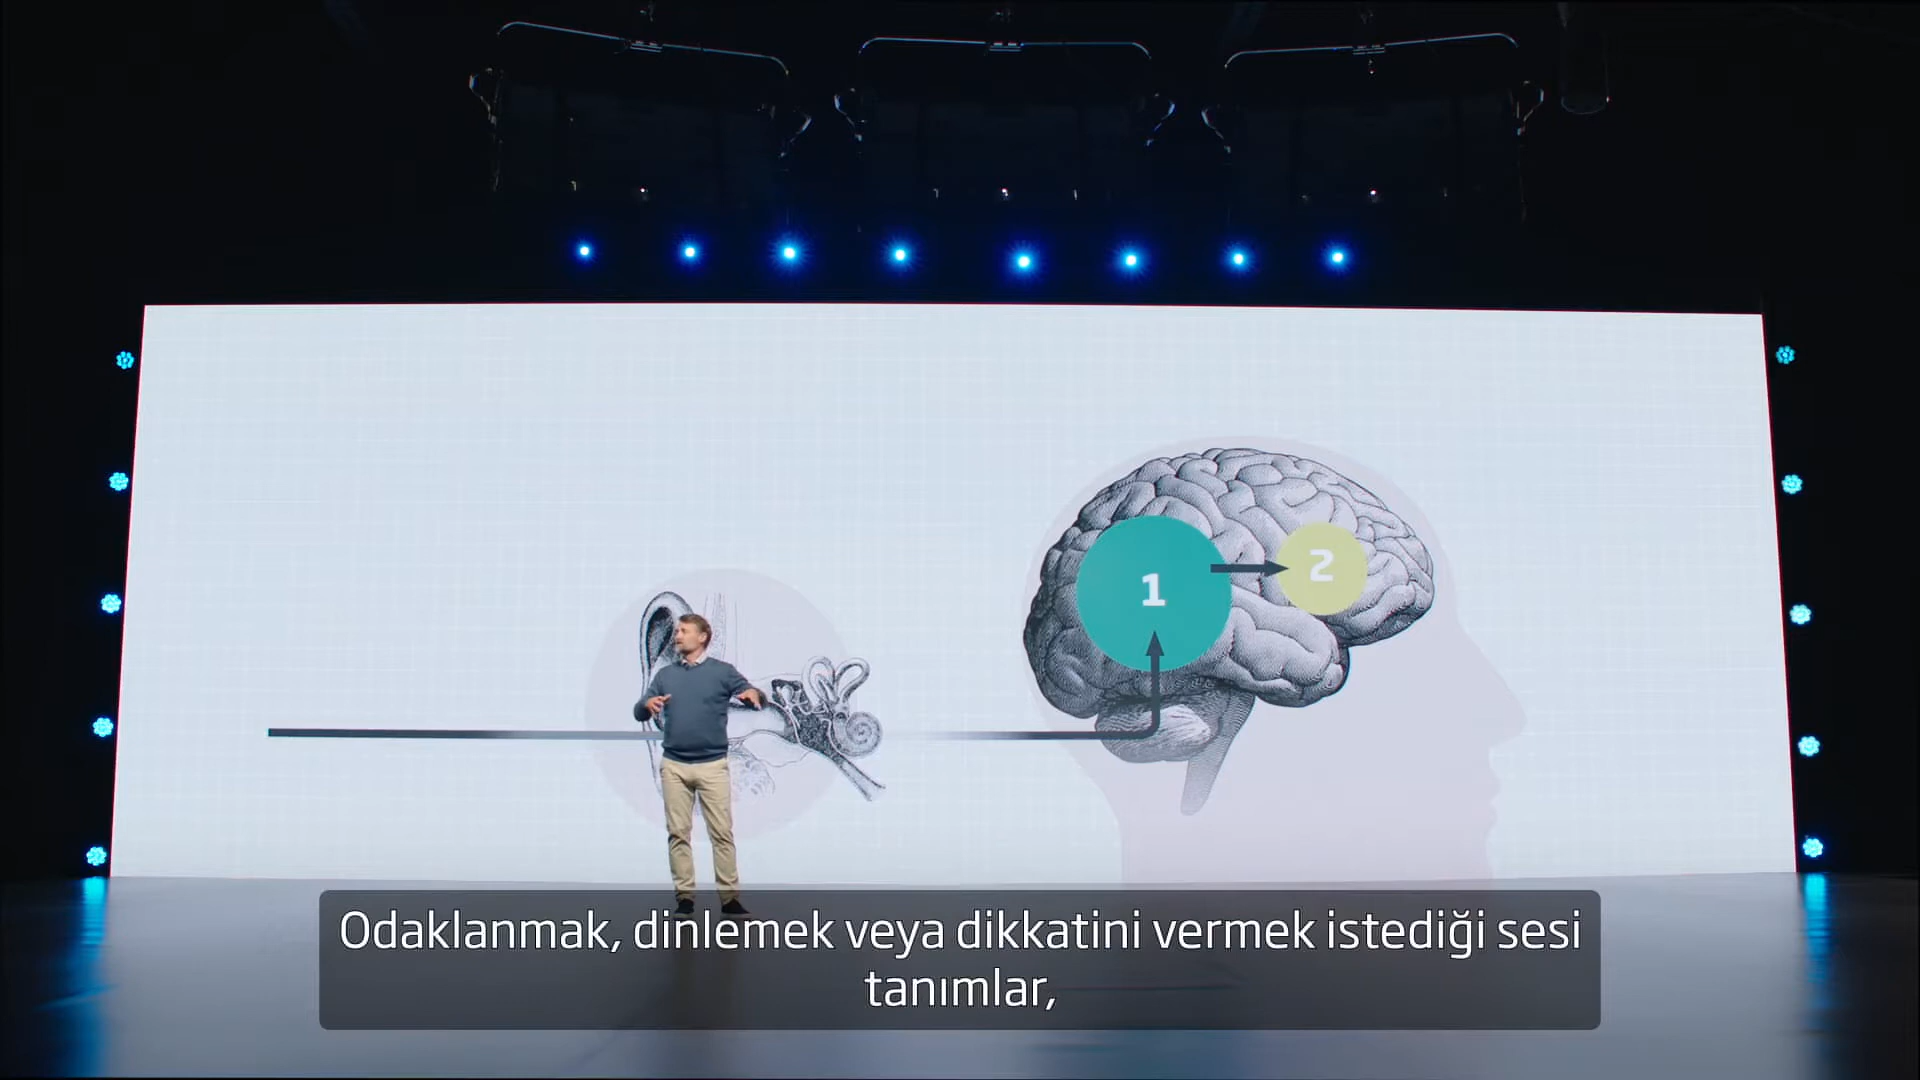 1
2
Odaklanmak, dinlemek veya dikkatini vermek istediği sesi
tanımlar,